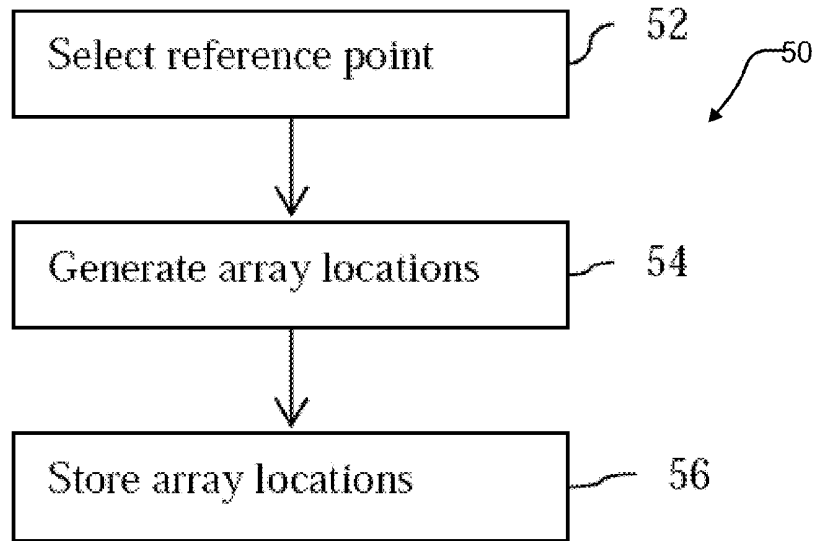 Select reference point
52
50
Generate array locations
54
Store array locations
56